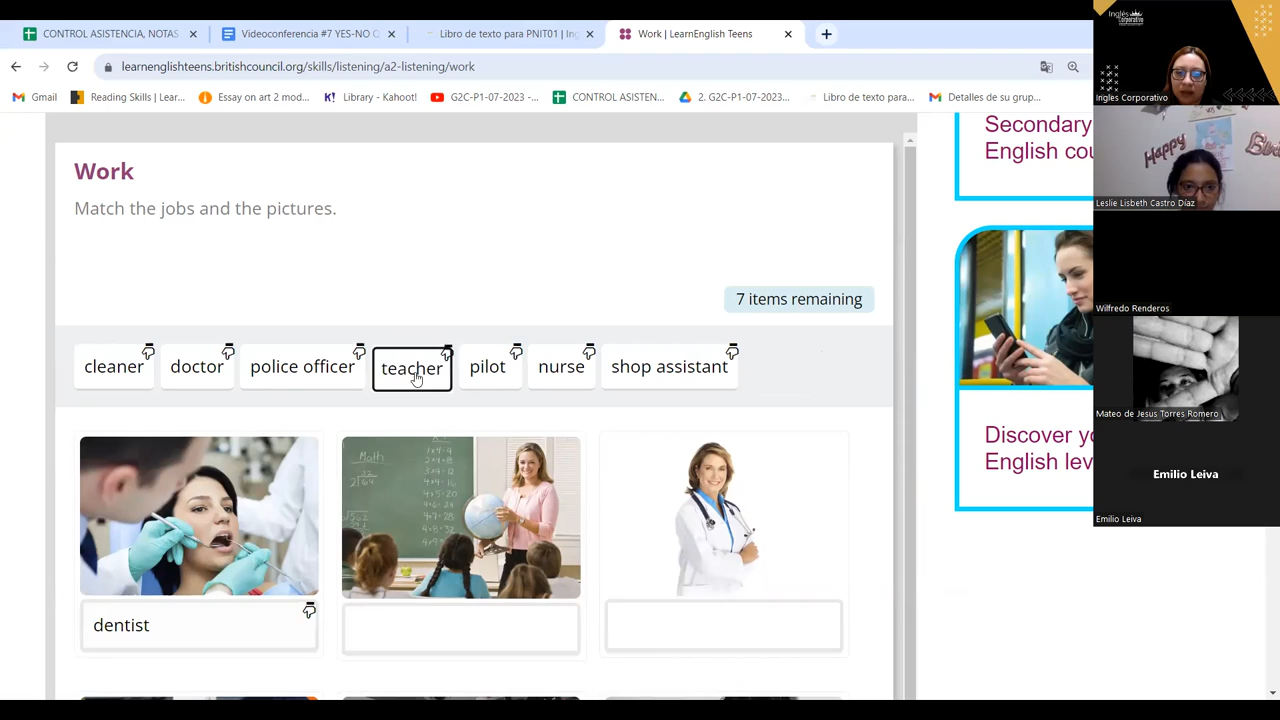 CONTROL ASISTENCIA, NOTAS
Videoconferencia #7 YES-NO Q
Libro de texto para PNIT01 | Ing
Work | LearnEnglish Teens
learnenglishteens.britishcouncil.org/skills/listening/a2-listening/work
Gmail
Reading Skills | Lear...
Essay on art 2 mod...
Library - Kan
G2C-P1-07-2023 -...
CONTROL ASISTEN...
2. G2C-P1-07-2023...
Libro de texto para...
Detalles de su grup...
Work
Match the jobs and the pictures.
7 items remaining
cleaner
doctor
police officer
teacher
pilot
nurse
shop assistant
Math
dentist
Secondary
English cou
Discover yo
English lev
Inglés
Corporativo
Ingles Corporativo
Happy
Leslie Lisbeth Castro Díaz
Wilfredo Renderos
Mateo de Jesus Torres Romero
Emilio Leiva
Emilio Leiva